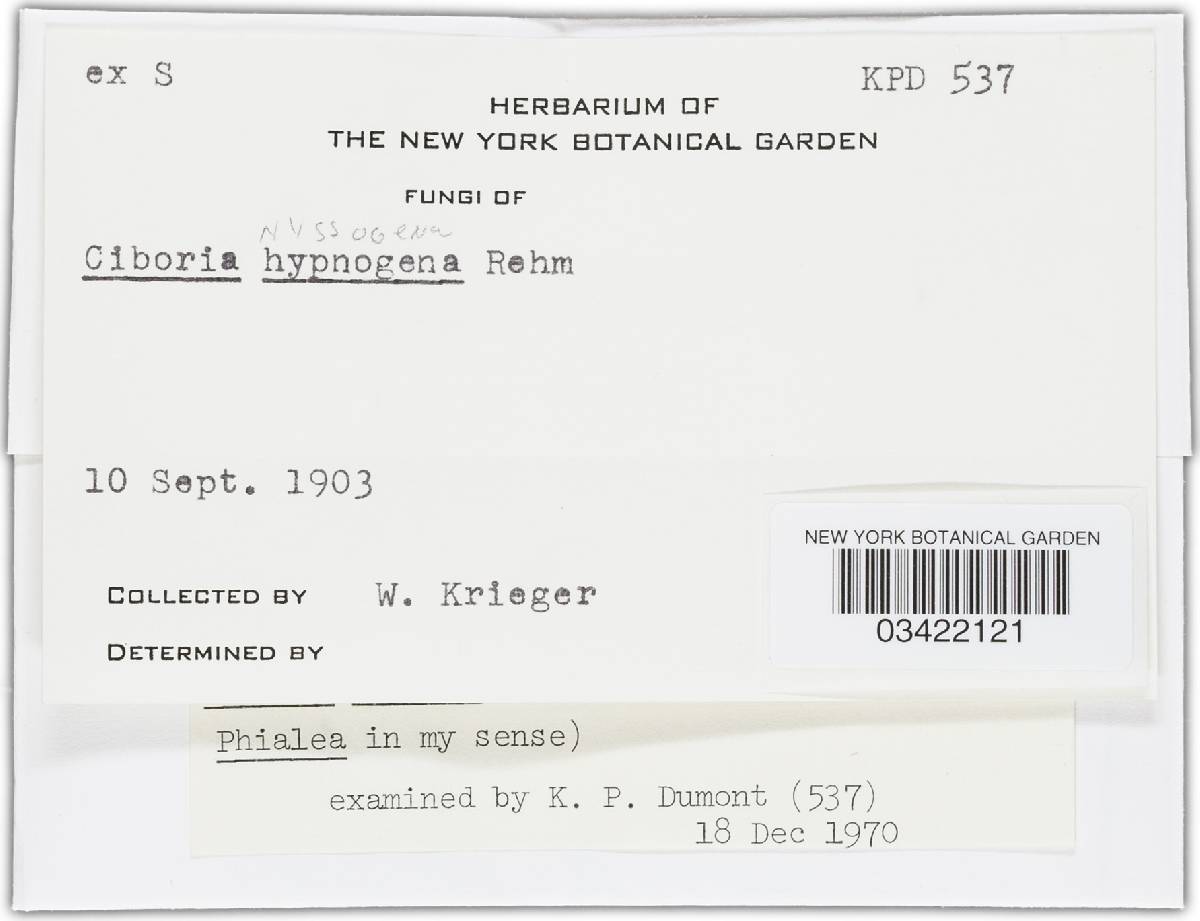 ex S
KPD 537
HERBARIUM OF
THE NEW YORK BOTANICAL GARDEN
FUNGI OF
Nyssogena
Ciboria hypnogena Rehm
10 Sept. 1903
COLLECTED BY W. Krieger
DETERMINED BY
NEW YORK BOTANICAL GARDEN
03422121
Phialea in my sense)
examined by K. P. Dumont (537)
18 Dec 1970